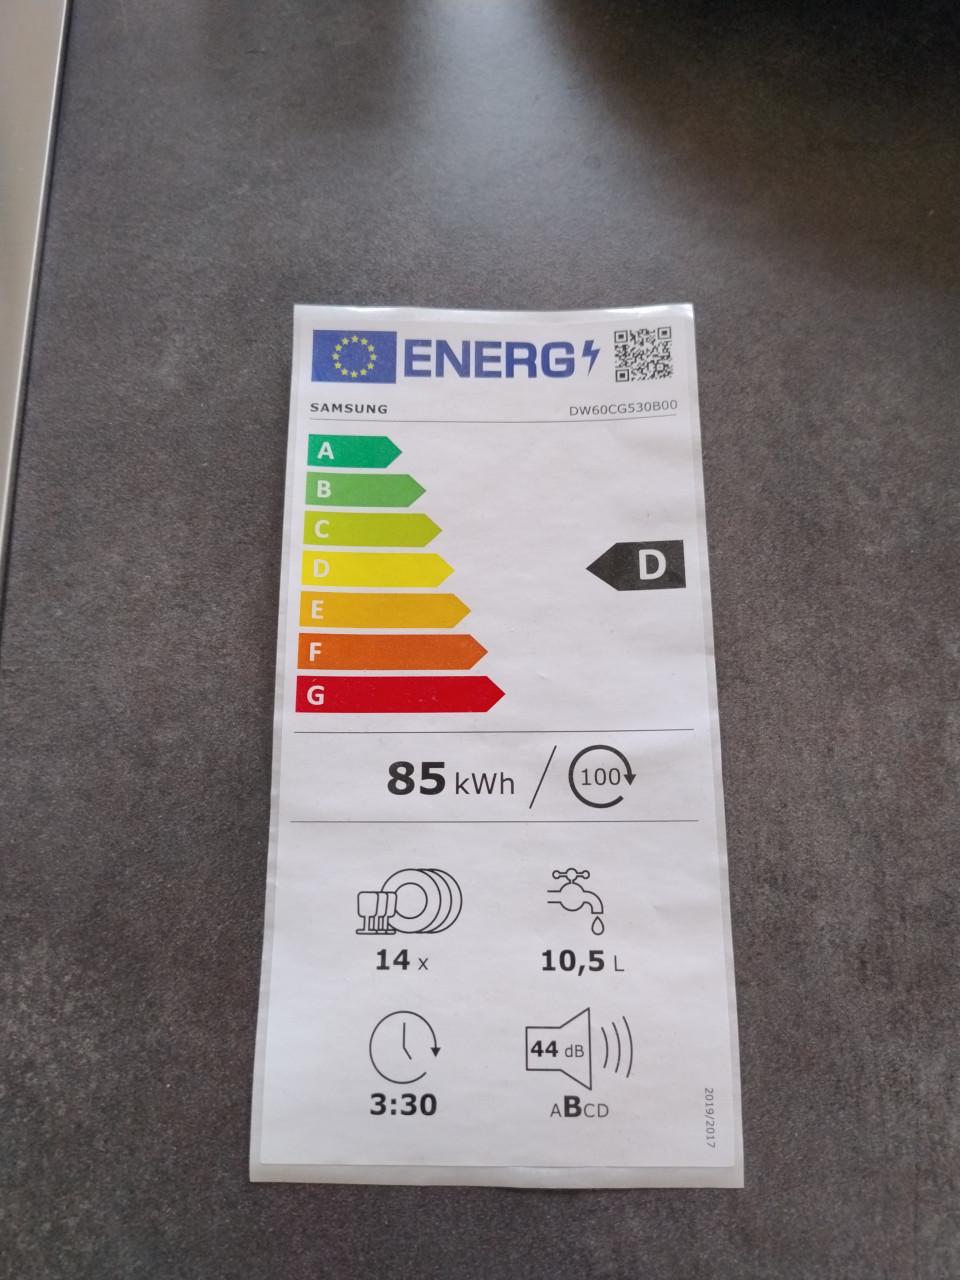 ENERG
SAMSUNG DW60CG530B00
A
B
C
D
D
E
F
G
85 kWh / 100
14 x 10,5 L
44 dB
3:30 ABCD
2019/2017